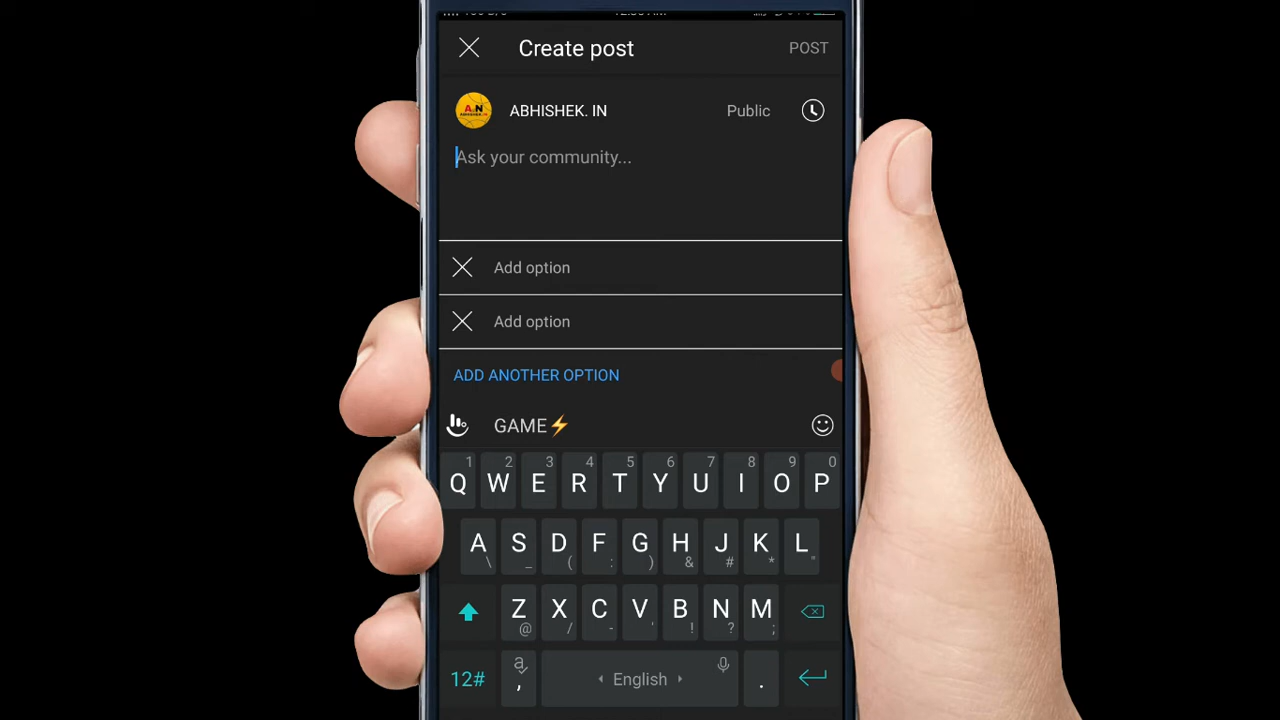 Create post
POST
ABHISHEK. IN
Public
Ask your community...
Add option
Add option
ADD ANOTHER OPTION
GAME⚡
1 2 3 4 5 6 7 8 9 0
Q W E R T Y U I O P
A S D F G H J K L
\ _ ( : ) & # * "
Z X C V B N M
@ / - ' ! ? ;
12# , English .